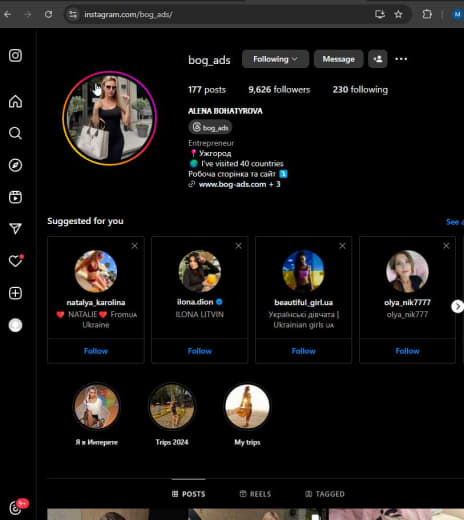 instagram.com/bog_ads/
M
bog_ads
Following
Message
177 posts
9,626 followers
230 following
ALENA BOHATYROVA
bog_ads
Entrepreneur
Ужгород
I've visited 40 countries
Робоча сторінка та сайт
www.bog-ads.com + 3
Suggested for you
See a
natalya_karolina
NATALIE Fromua
Ukraine
Follow
ilona.dion
ILONA LITVIN
Follow
beautiful_girl.ua
Українські дівчата |
Ukrainian girls UA
Follow
olya_nik7777
olya_nik777
Follow
Я в Интерете
Trips 2024
My trips
POSTS
REELS
TAGGED
9+